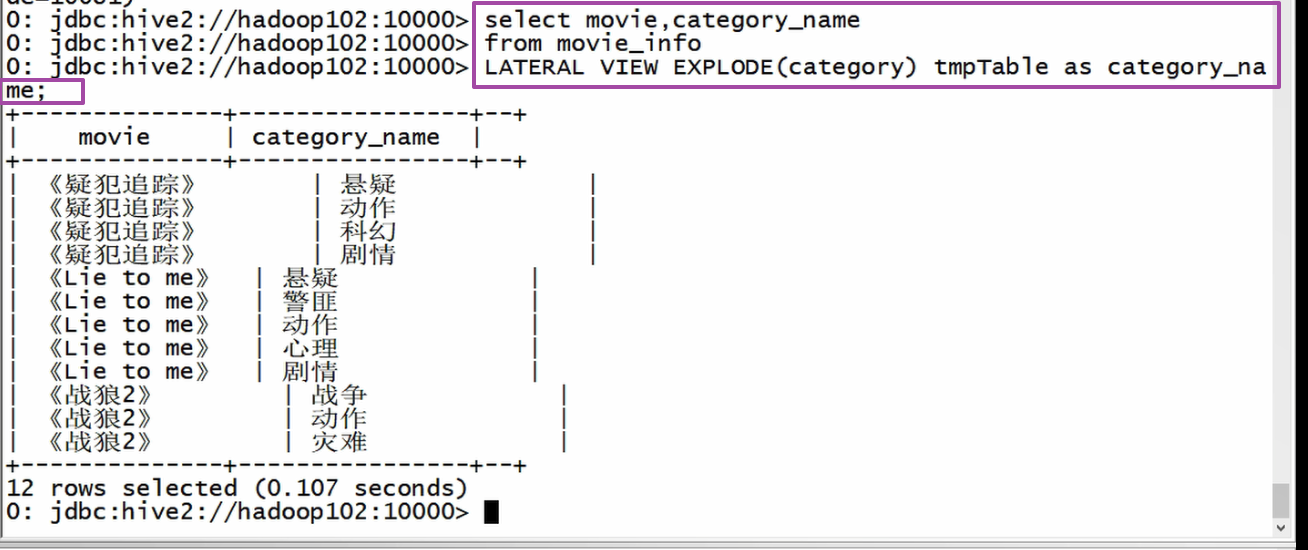 0: jdbc:hive2://hadoop102:10000> select movie,category_name
0: jdbc:hive2://hadoop102:10000> from movie_info
0: jdbc:hive2://hadoop102:10000> LATERAL VIEW EXPLODE(category) tmpTable as category_na
me;
+--------------+----------------+--+
|    movie     | category_name  |
+--------------+----------------+--+
| 《疑犯追踪》 | 悬疑 |
| 《疑犯追踪》 | 动作 |
| 《疑犯追踪》 | 科幻 |
| 《疑犯追踪》 | 剧情 |
| 《Lie to me》 | 悬疑 |
| 《Lie to me》 | 警匪 |
| 《Lie to me》 | 动作 |
| 《Lie to me》 | 心理 |
| 《Lie to me》 | 剧情 |
| 《战狼2》 | 战争 |
| 《战狼2》 | 动作 |
| 《战狼2》 | 灾难 |
+--------------+----------------+--+
12 rows selected (0.107 seconds)
0: jdbc:hive2://hadoop102:10000>